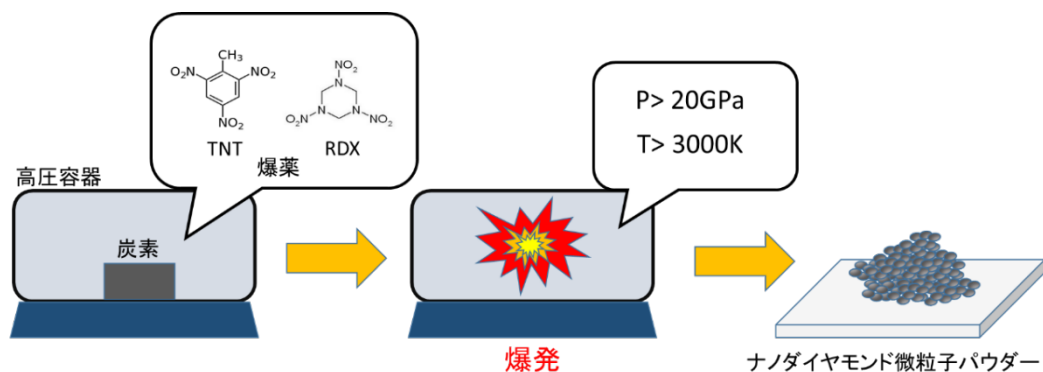 CH₃
O₂N
NO₂
NO₂
TNT
NO₂
N
N
N
O₂N
NO₂
RDX
爆薬
P> 20GPa
T> 3000K
高圧容器
炭素
爆発
ナノダイヤモンド微粒子パウダー